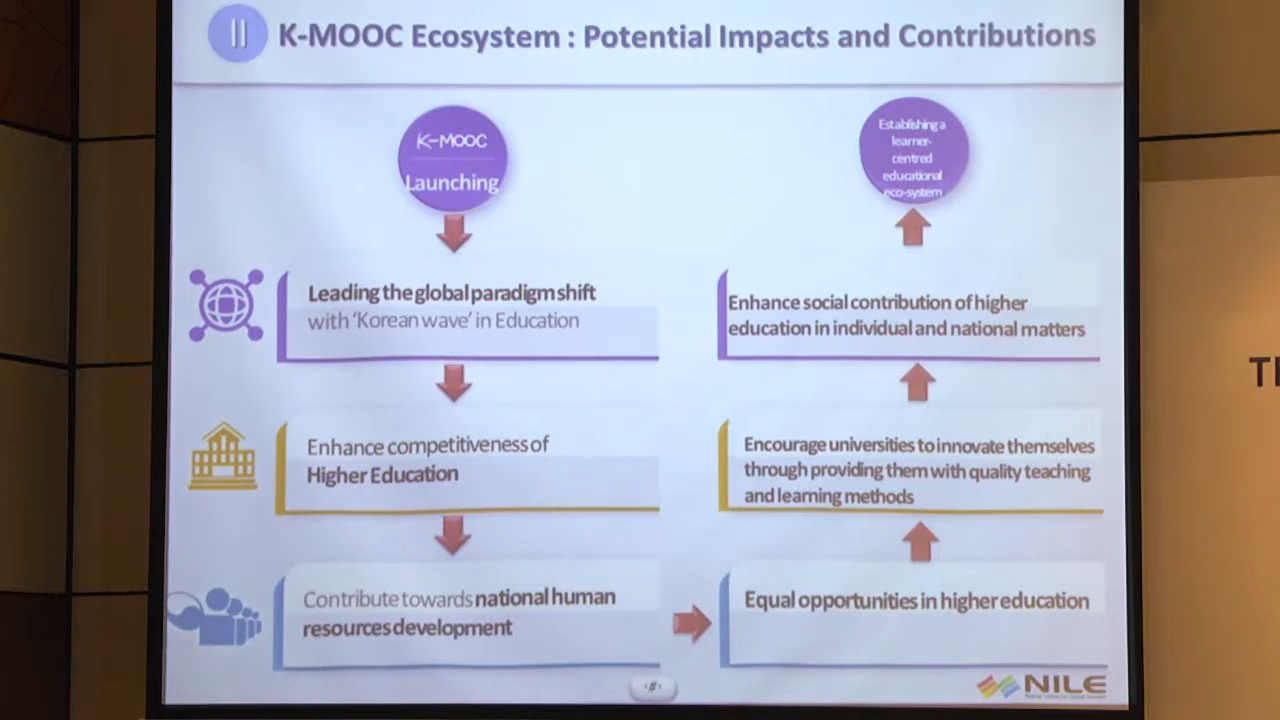 II
K-MOOC Ecosystem : Potential Impacts and Contributions
K-MOOC
Launching
Leading the global paradigm shift
with ‘Korean wave’ in Education
Enhance competitiveness of
Higher Education
Contribute towards national human
resources development
Equal opportunities in higher education
Encourage universities to innovate themselves
through providing them with quality teaching
and learning methods
Enhance social contribution of higher
education in individual and national matters
Establishing a
learner-
centred
educational
eco-system
‹#›
NILE